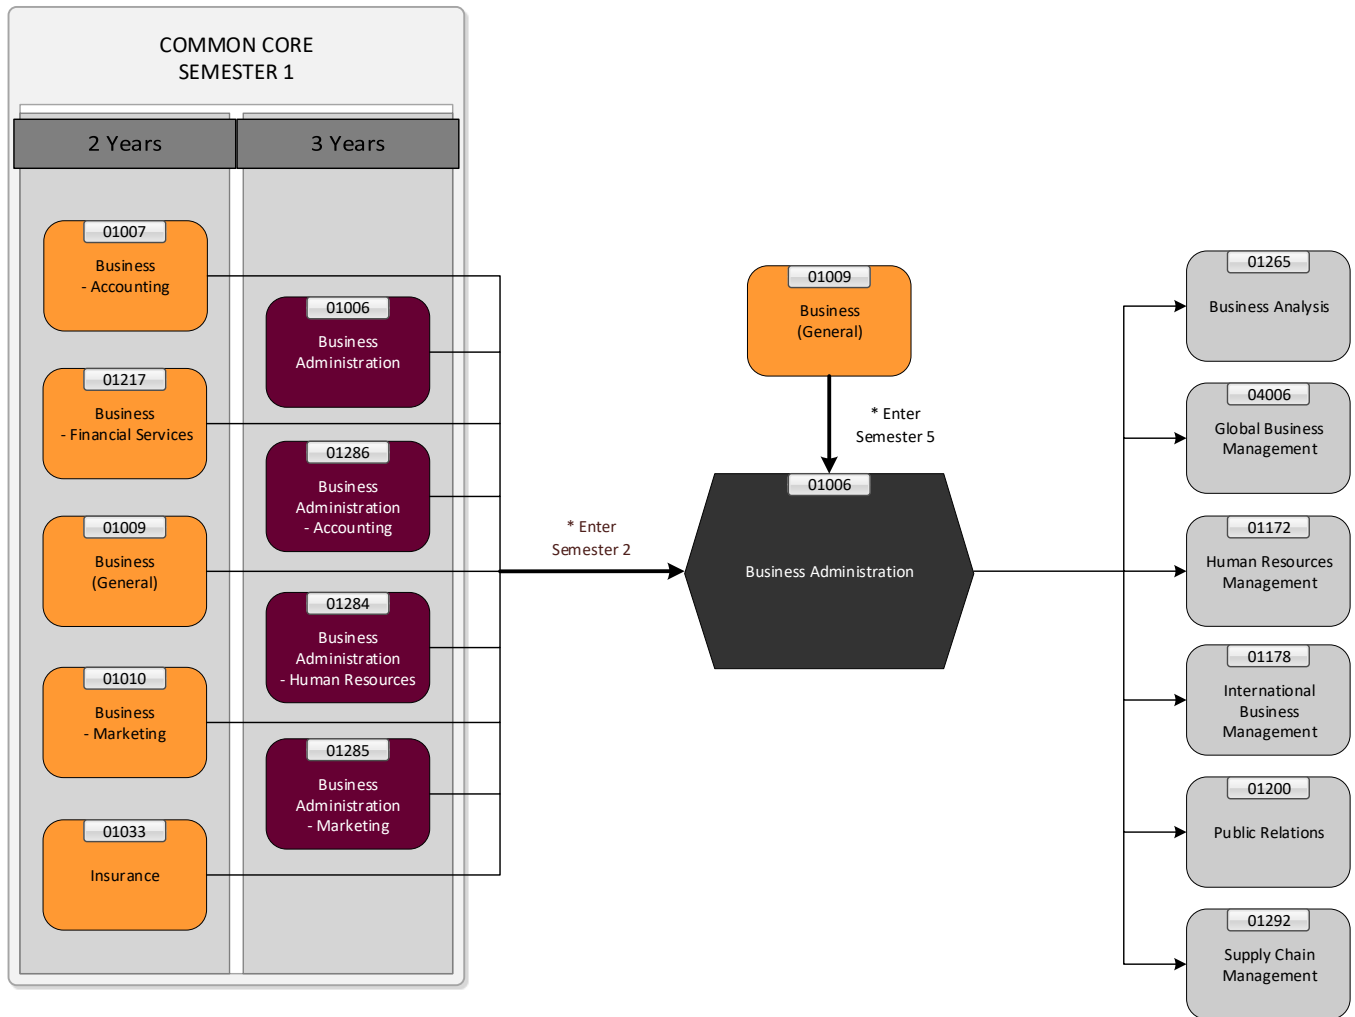 COMMON CORE
SEMESTER 1
2 Years
3 Years
01007
Business
- Accounting
01217
Business
- Financial Services
01009
Business
(General)
01010
Business
- Marketing
01033
Insurance
01006
Business
Administration
01286
Business
Administration
- Accounting
01284
Business
Administration
- Human Resources
01285
Business
Administration
- Marketing
* Enter
Semester 2
01009
Business
(General)
* Enter
Semester 5
01006
Business Administration
01265
Business Analysis
04006
Global Business
Management
01172
Human Resources
Management
01178
International
Business
Management
01200
Public Relations
01292
Supply Chain
Management